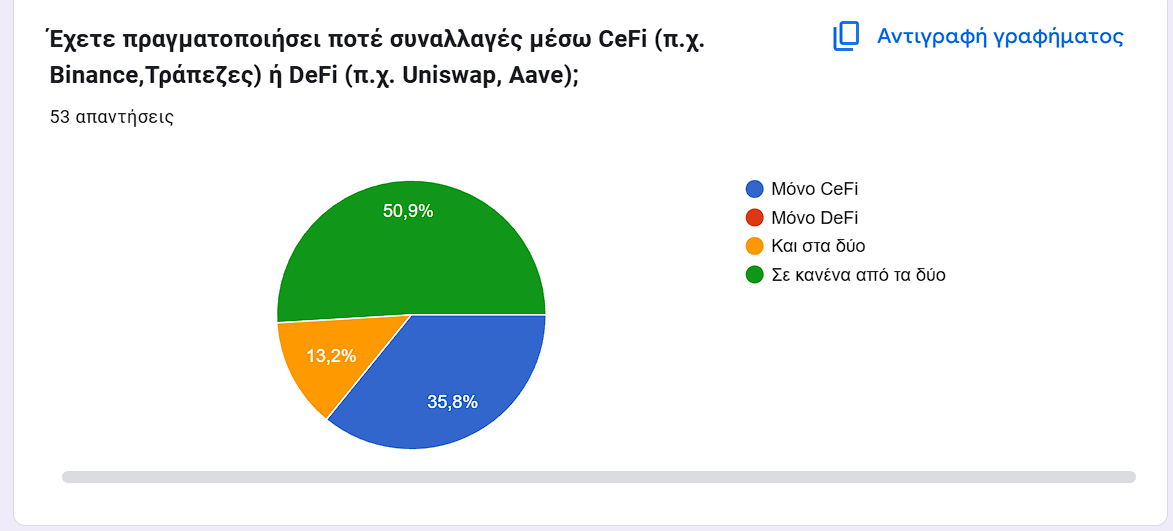 Έχετε πραγματοποιήσει ποτέ συναλλαγές μέσω CeFi (π.χ.
Binance,Τράπεζες) ή DeFi (π.χ. Uniswap, Aave);
Αντιγραφή γραφήματος
53 απαντήσεις
50,9%
13,2%
35,8%
Μόνο CeFi
Μόνο DeFi
Και στα δύο
Σε κανένα από τα δύο